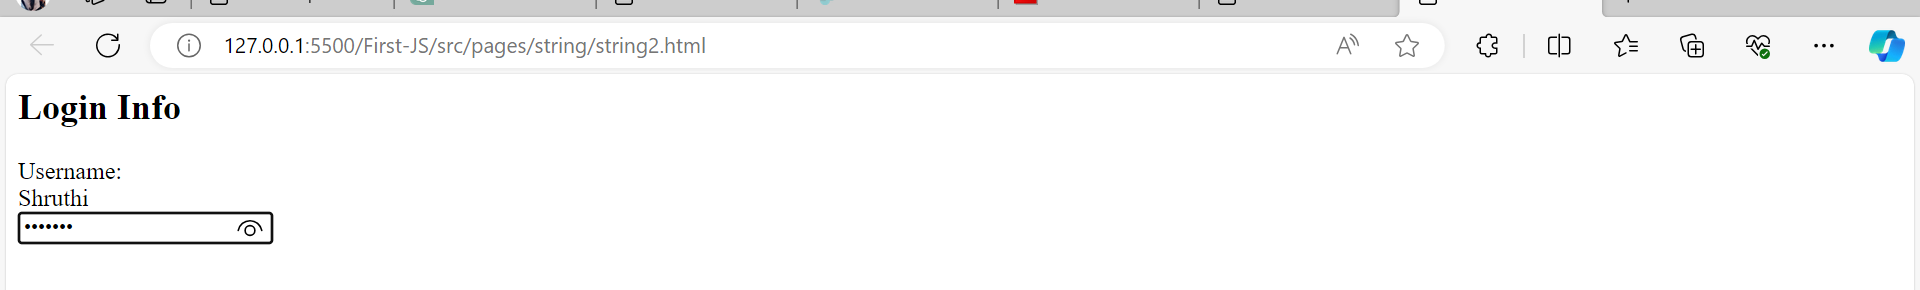 127.0.0.1:5500/First-JS/src/pages/string/string2.html
Login Info
Username:
Shruthi
•••••••